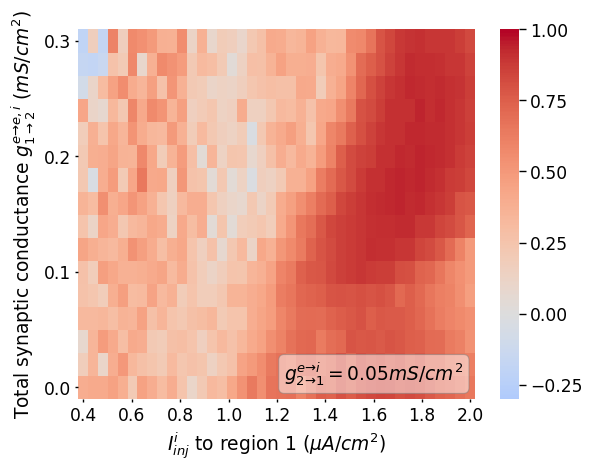 Total synaptic conductance $g_{1→2}^{e→e,i}$ ($mS/cm^2$)
0.3
0.2
0.1
0.0
0.4 0.6 0.8 1.0 1.2 1.4 1.6 1.8 2.0
$I_{inj}^{i}$ to region 1 ($μA/cm^2$)
$g_{2→1}^{e→i} = 0.05mS/cm^2$
1.00
0.75
0.50
0.25
0.00
−0.25